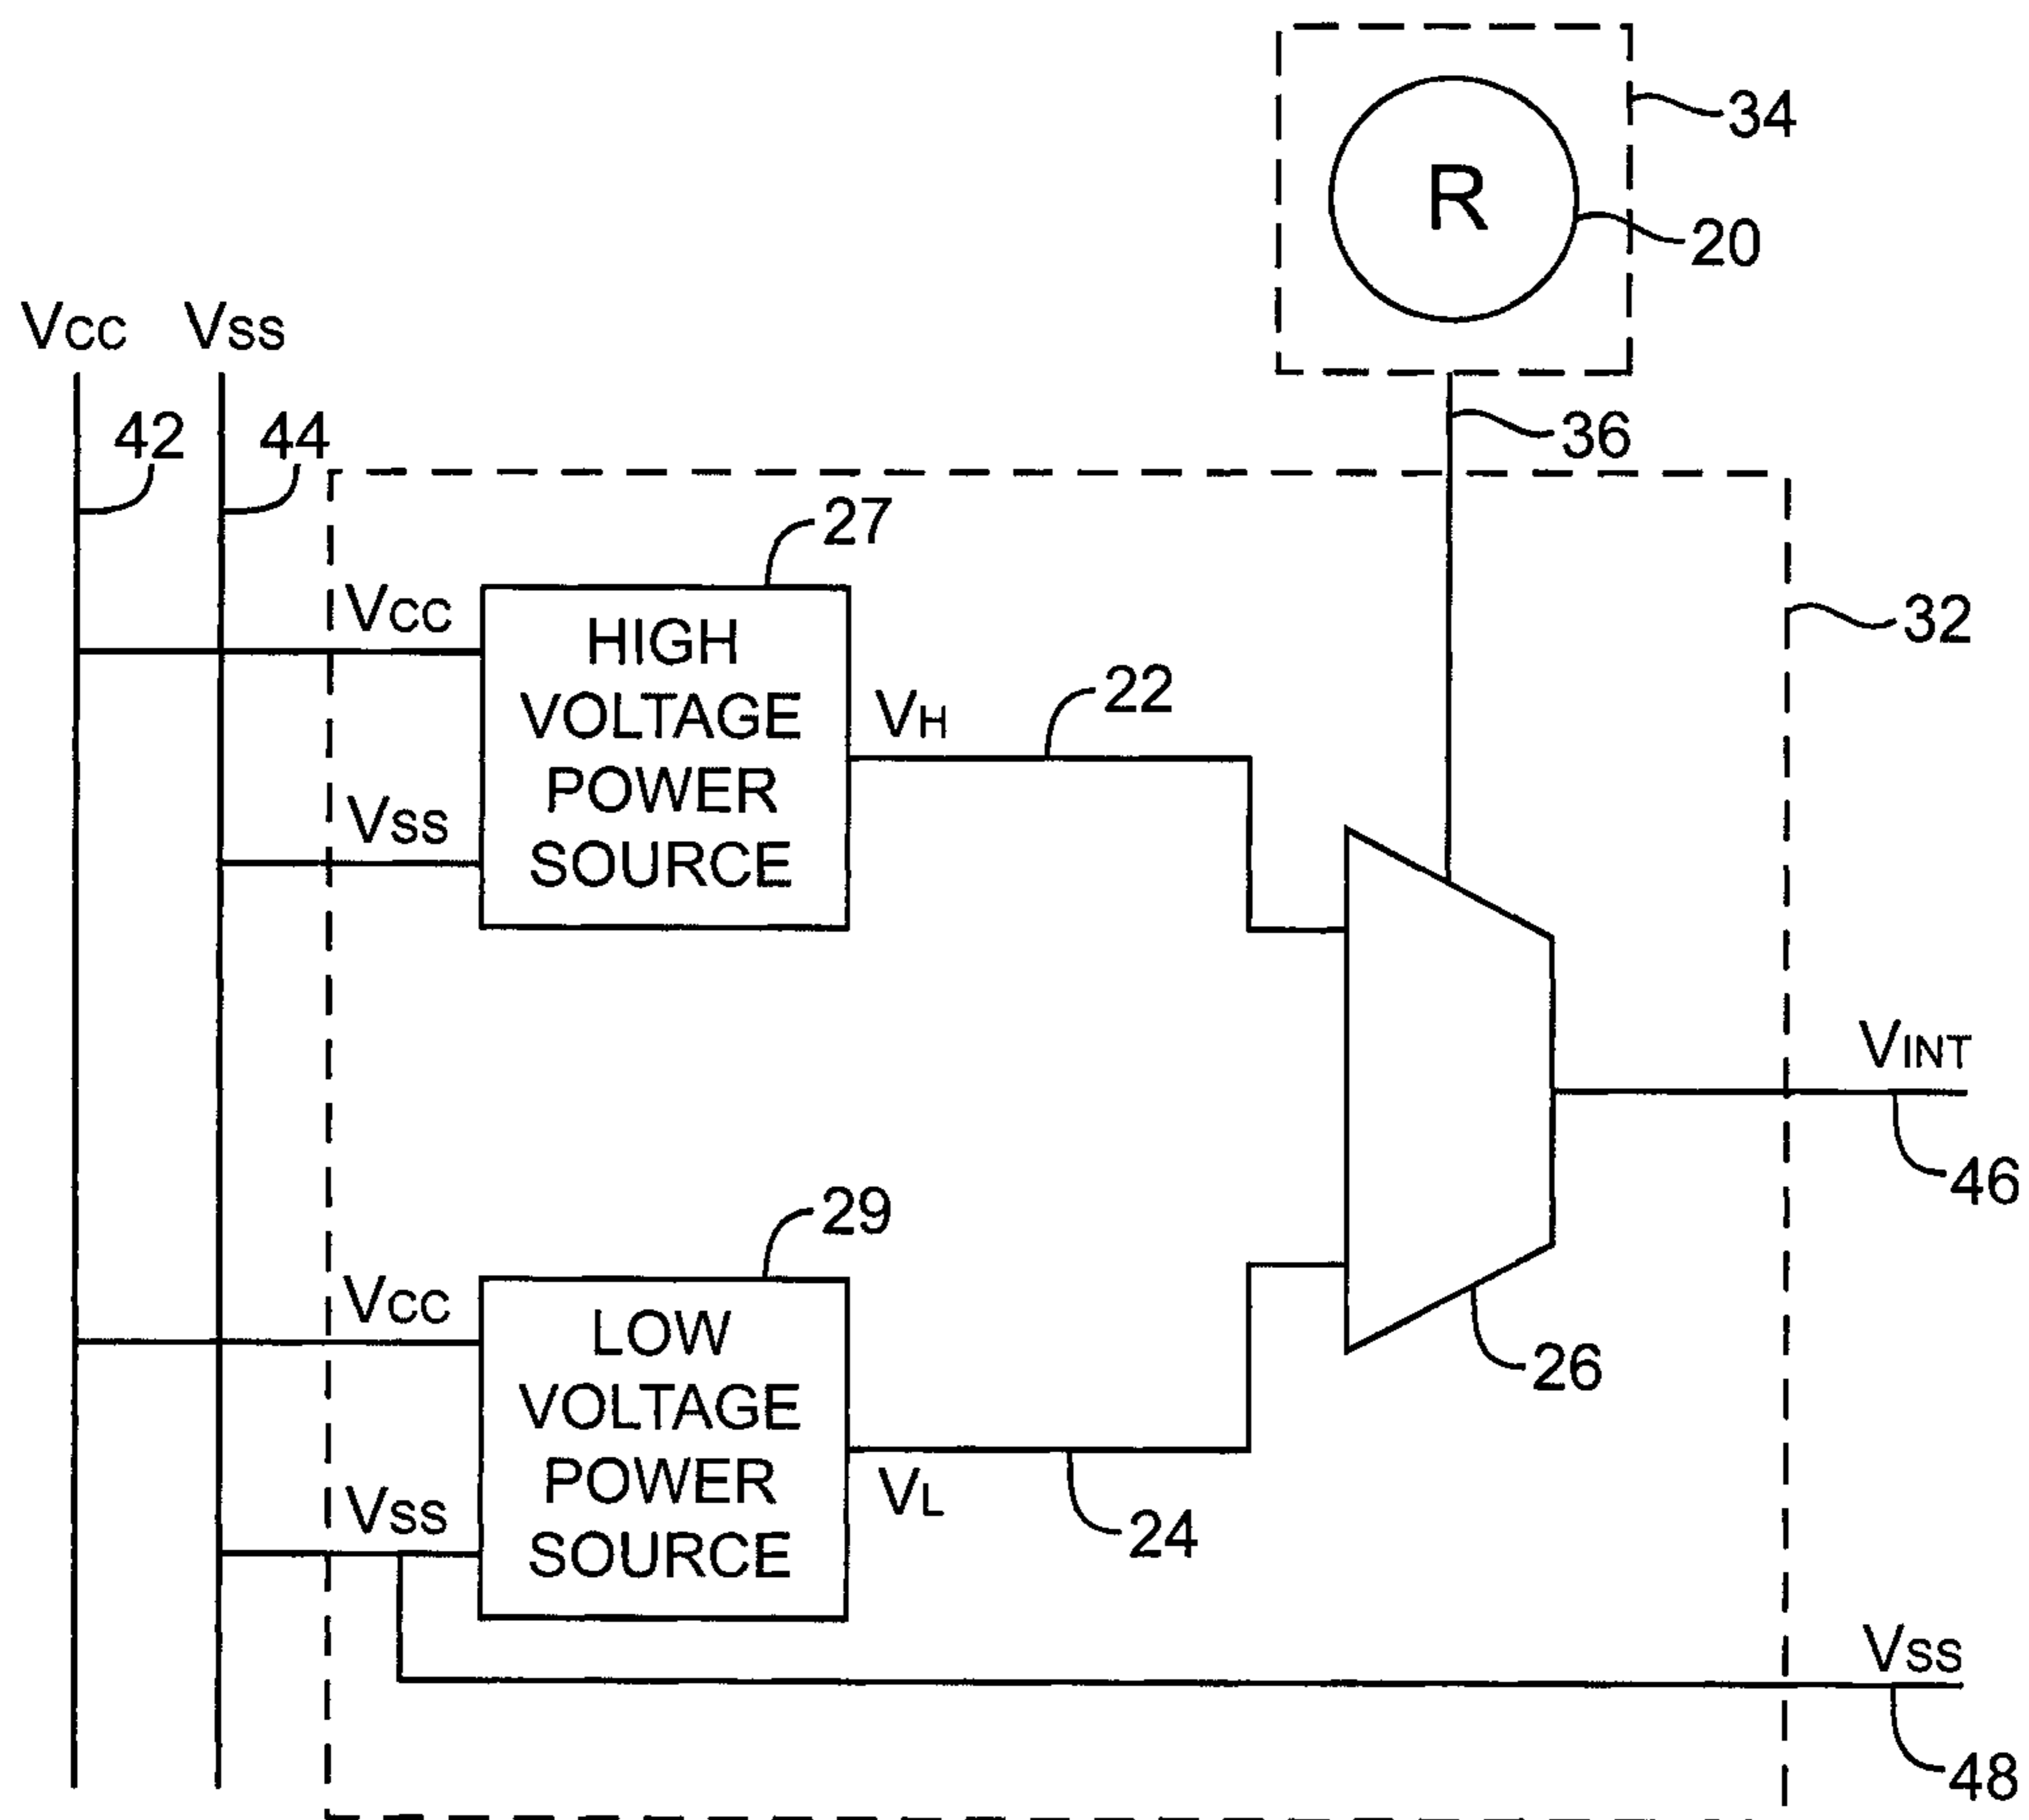 34
R
20
VCC VSS
42 44
36
27
VCC
HIGH
VOLTAGE
POWER
SOURCE
32
VH
22
VSS
VINT
46
29
VCC
LOW
VOLTAGE
POWER
SOURCE
26
VSS
VL
24
VSS
48